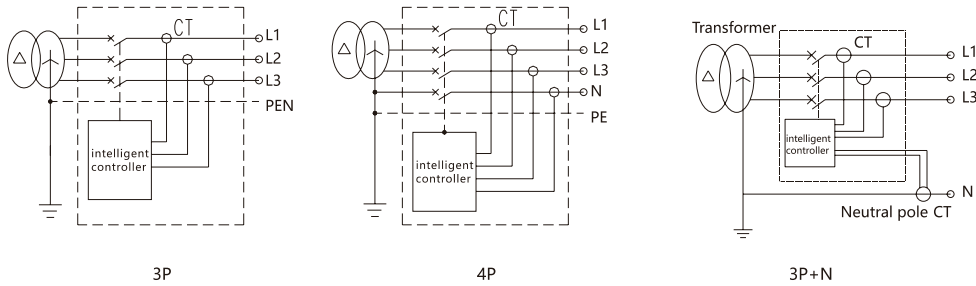 CT
L1
L2
L3
PEN
intelligent
controller
3P
CT
L1
L2
L3
N
PE
intelligent
controller
4P
Transformer
CT
L1
L2
L3
intelligent
controller
N
Neutral pole CT
3P+N